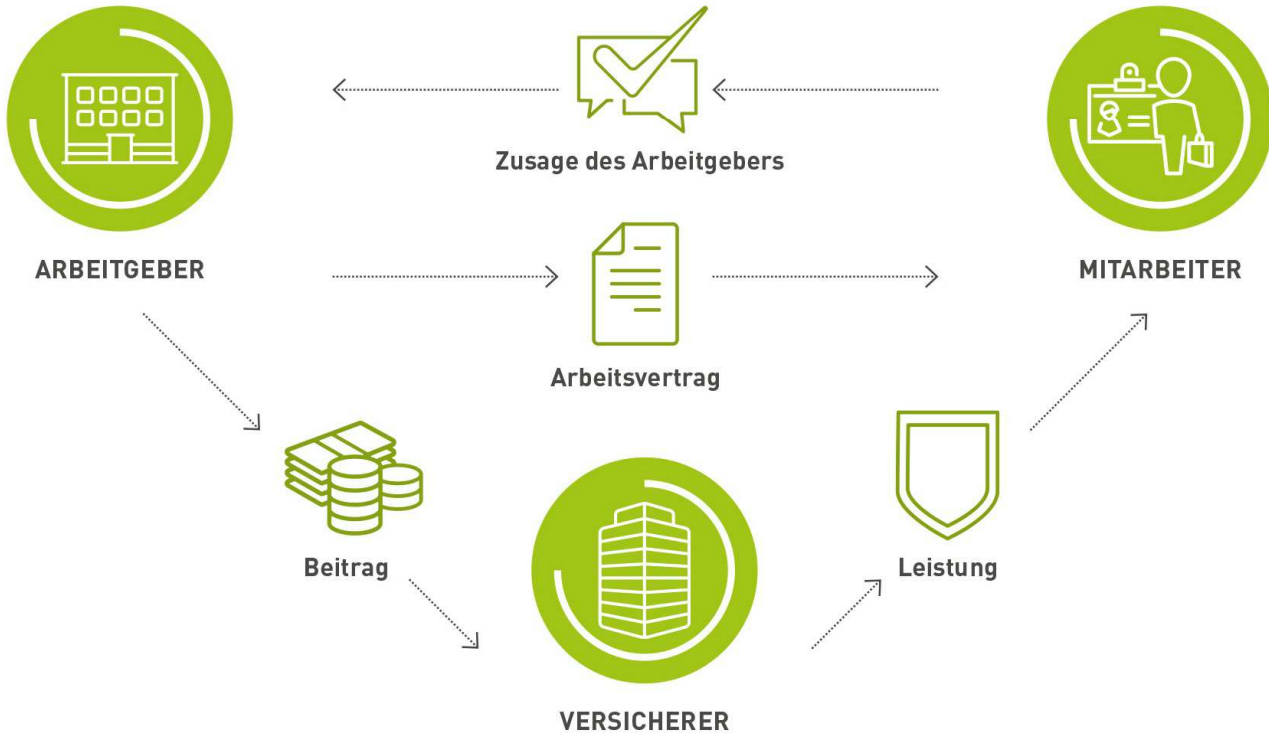 Zusage des Arbeitgebers
ARBEITGEBER
MITARBEITER
Arbeitsvertrag
Beitrag
Leistung
VERSICHERER